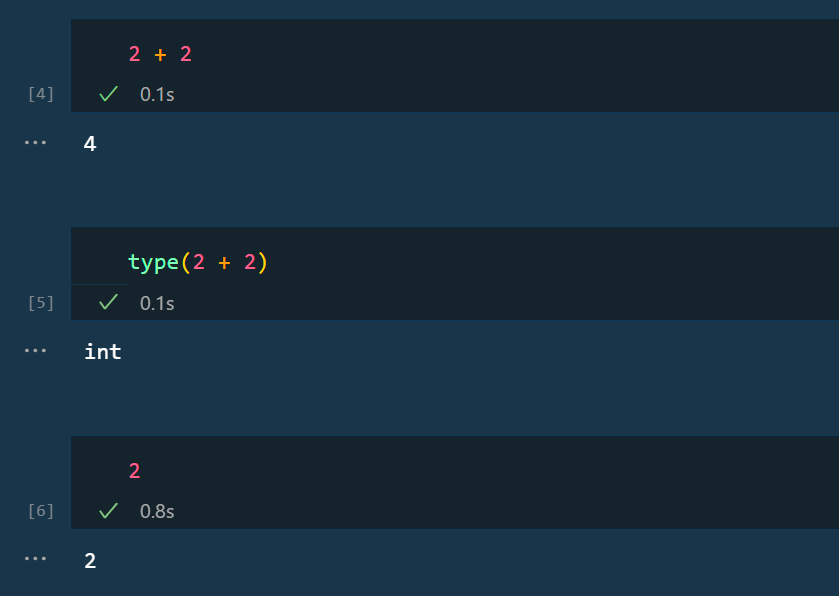 2 + 2
[4] ✓ 0.1s
··· 4
type(2 + 2)
[5] ✓ 0.1s
··· int
2
[6] ✓ 0.8s
··· 2